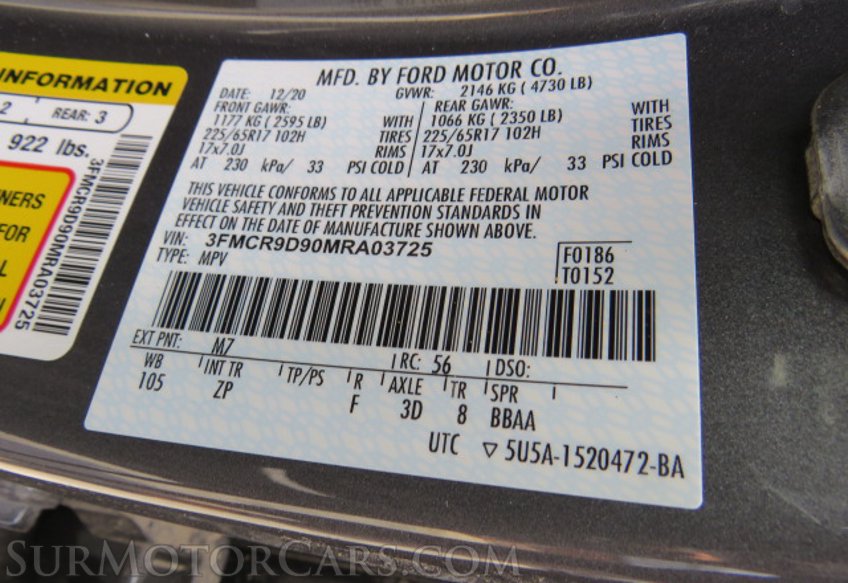 INFORMATION
2 REAR: 3
922 lbs.
3FMCR9D90MRA03725
FOR
MFD. BY FORD MOTOR CO.
DATE: 12/20 GVWR: 2146 KG ( 4730 LB)
FRONT GAWR: REAR GAWR:
1177 KG ( 2595 LB) WITH 1066 KG ( 2350 LB) WITH
225/65R17 102H TIRES 225/65R17 102H TIRES
17x7.0J RIMS 17x7.0J RIMS
AT 230 kPa/ 33 PSI COLD AT 230 kPa/ 33 PSI COLD
THIS VEHICLE CONFORMS TO ALL APPLICABLE FEDERAL MOTOR
VEHICLE SAFETY AND THEFT PREVENTION STANDARDS IN
EFFECT ON THE DATE OF MANUFACTURE SHOWN ABOVE.
VIN: 3FMCR9D90MRA03725
TYPE: MPV
F0186
T0152
EXT PNT: M7 RC: 56 DSO:
WB INT TR TP/PS R AXLE TR SPR
105 ZP F 3D 8 BBAA
UTC ▽ 5U5A-1520472-BA
SURMOTORCARS.COM